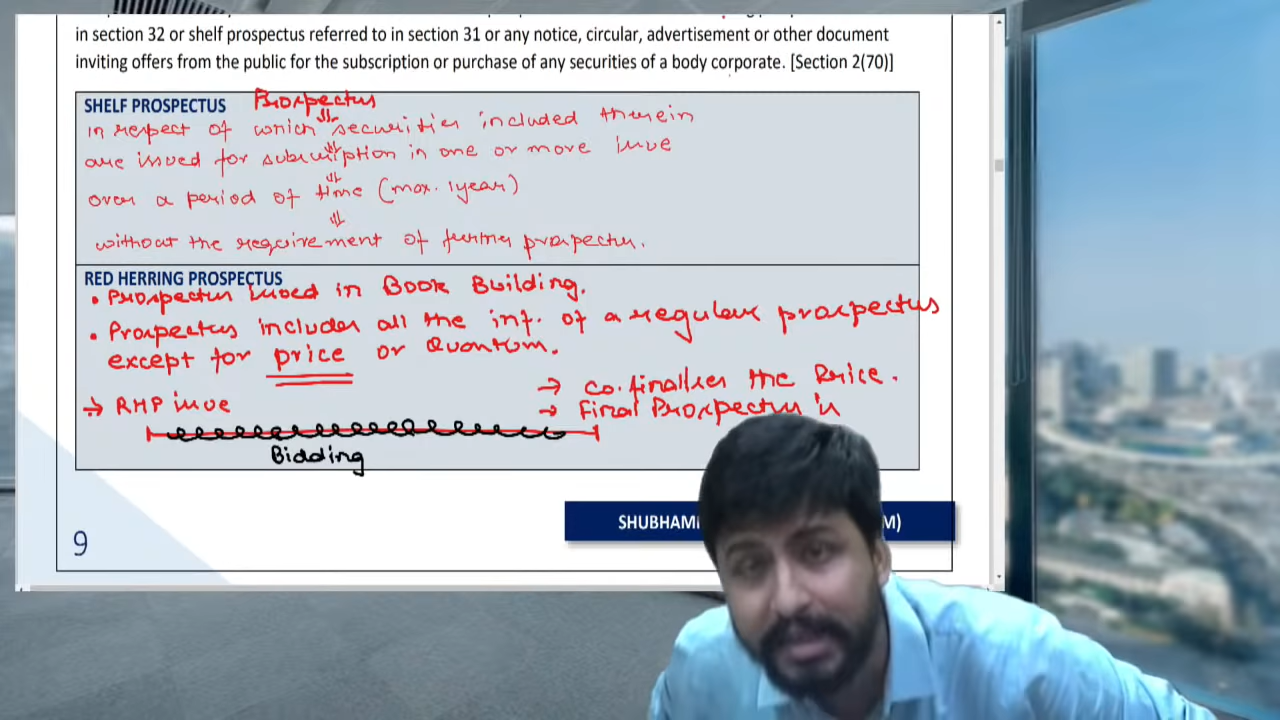 in section 32 or shelf prospectus referred to in section 31 or any notice, circular, advertisement or other document
inviting offers from the public for the subscription or purchase of any securities of a body corporate. [Section 2(70)]
SHELF PROSPECTUS Prospectus
in respect of which securities included therein
are issued for subscription in one or more issue
over a period of time (max. 1year)
without the requirement of further prospectus.
RED HERRING PROSPECTUS
• Prospectus issued in Book Building.
• Prospectus includes all the inf. of a regular prospectus
except for price or Quantum.
→ RHP issue
→ co. finalises the Price.
→ Final Prospectus is
Bidding
SHUBHAM
M)
9